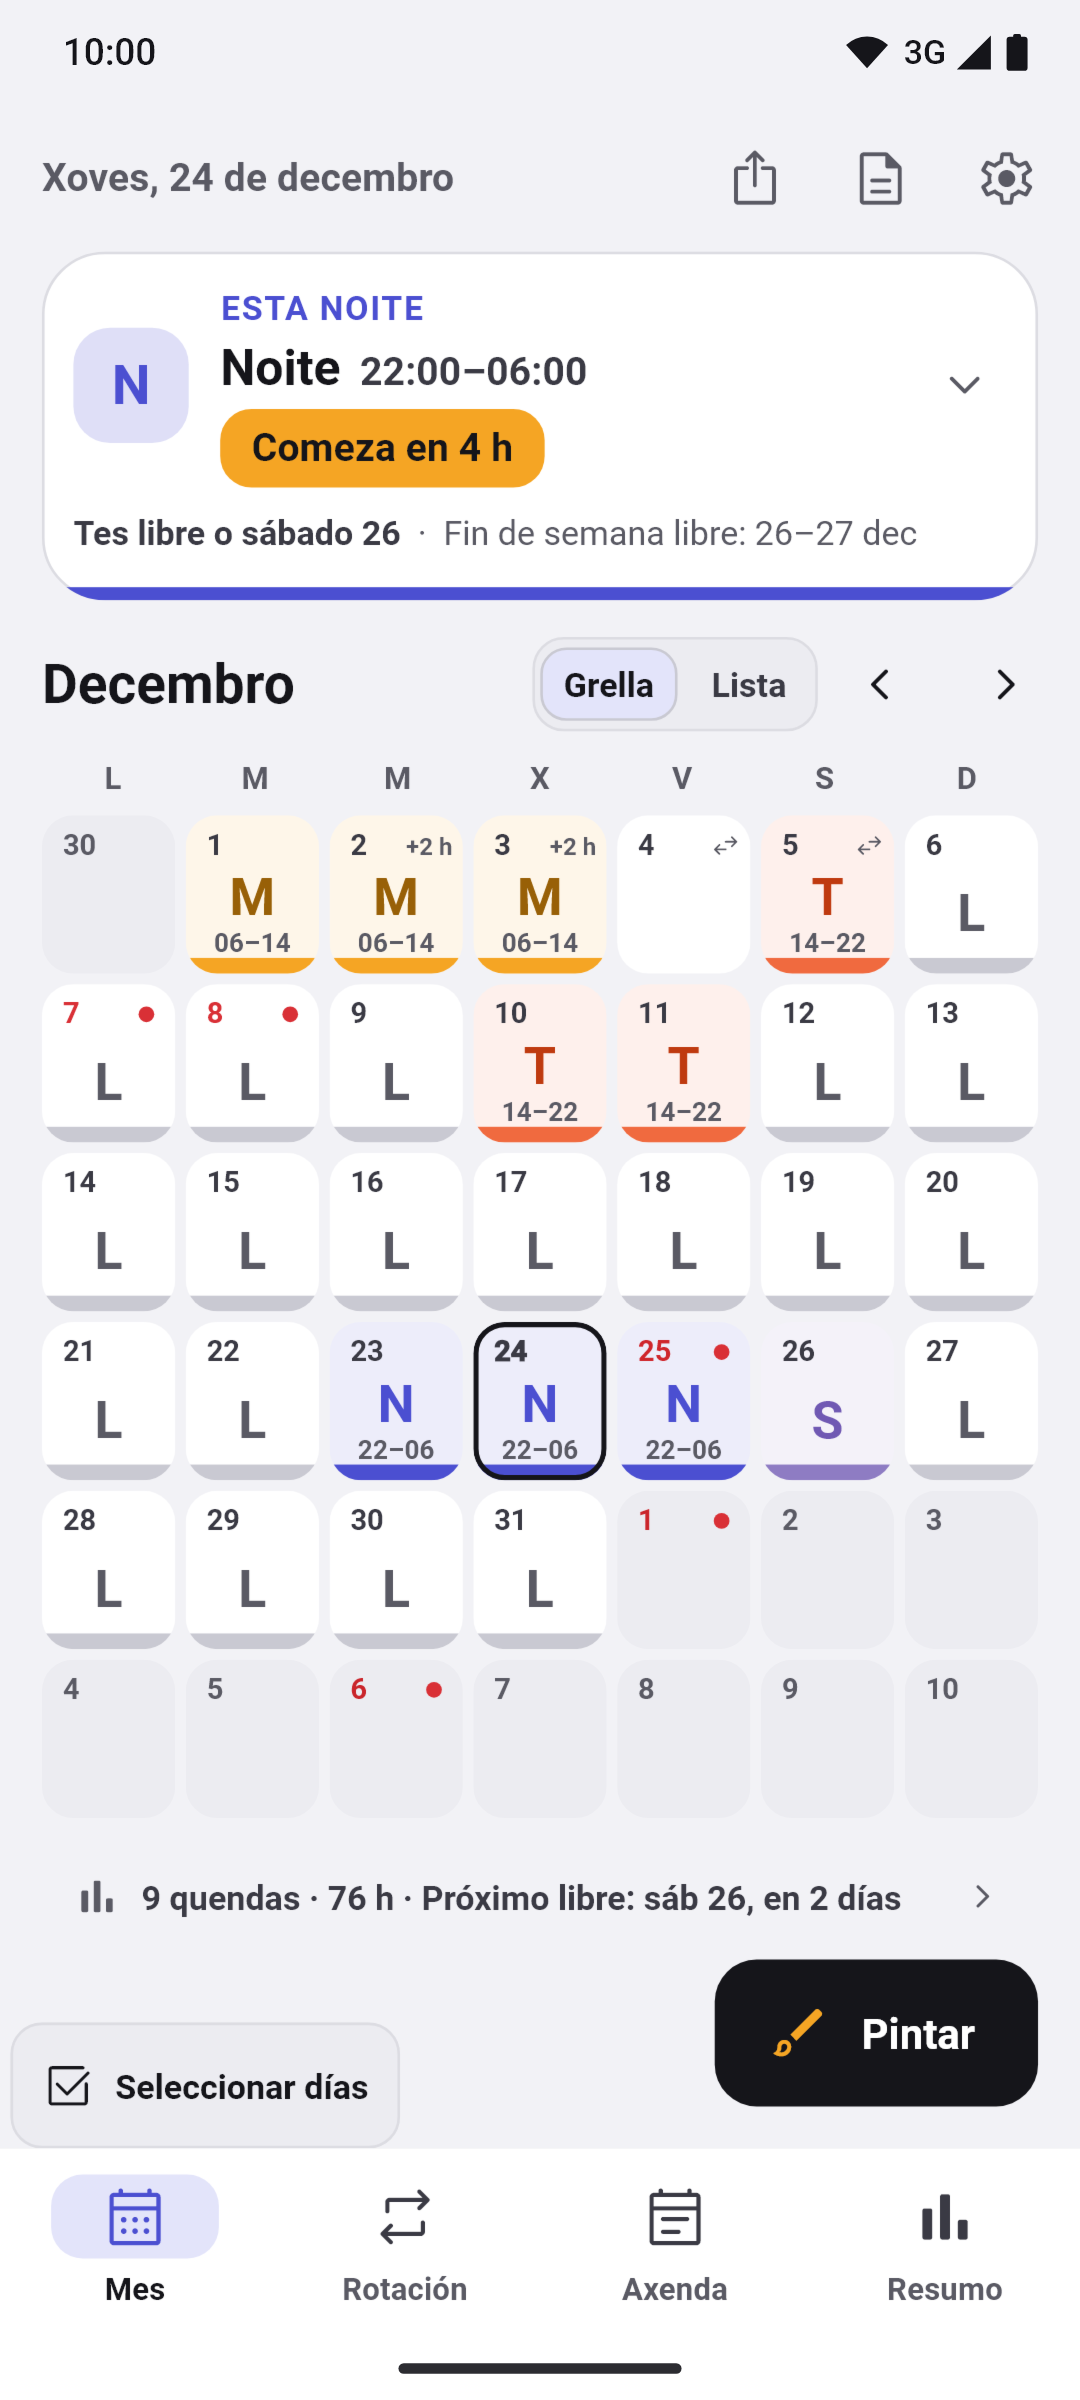 10:00
3G
Xoves, 24 de decembro
ESTA NOITE
N
Noite 22:00–06:00
Comeza en 4 h
Tes libre o sábado 26 · Fin de semana libre: 26–27 dec
Decembro
Grella
Lista
L M M X V S D
30 1 2 +2 h 3 +2 h 4 5 6
M M M T L
06–14 06–14 06–14 14–22
7 8 9 10 11 12 13
L L L T T L L
14–22 14–22
14 15 16 17 18 19 20
L L L L L L L
21 22 23 24 25 26 27
L L N N N S L
22–06 22–06 22–06
28 29 30 31 1 2 3
L L L L
4 5 6 7 8 9 10
9 quendas · 76 h · Próximo libre: sáb 26, en 2 días
Pintar
Seleccionar días
Mes
Rotación
Axenda
Resumo